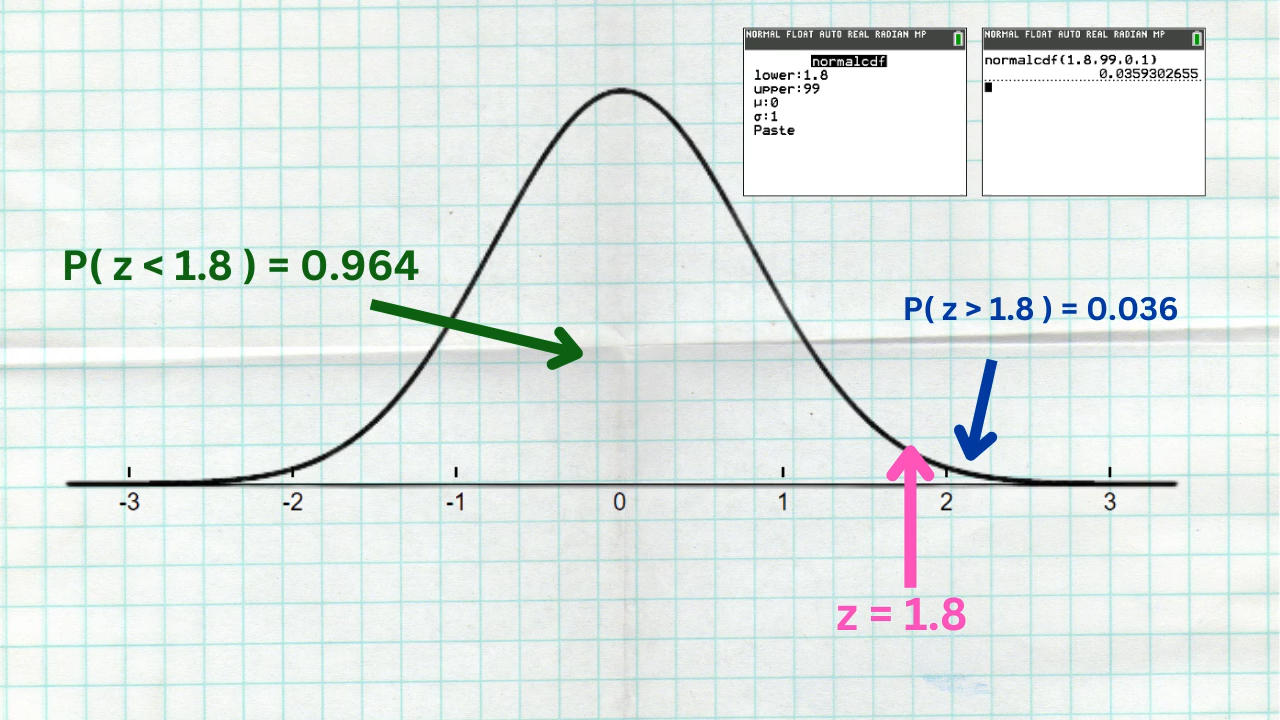 NORMAL FLOAT AUTO REAL RADIAN MP
normalcdf
lower:1.8
upper:99
μ:0
σ:1
Paste
NORMAL FLOAT AUTO REAL RADIAN MP
normalcdf(1.8,99,0,1)
0.0359302655
P( z < 1.8 ) = 0.964
P( z > 1.8 ) = 0.036
-3 -2 -1 0 1 2 3
z = 1.8